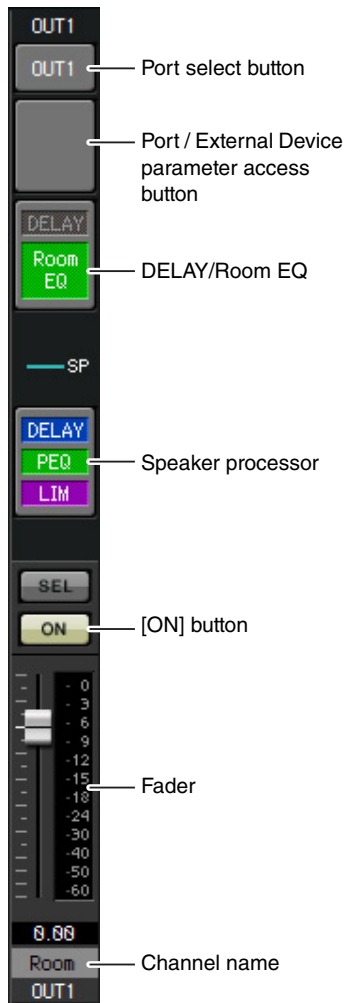 OUT1
OUT1
Port select button
Port / External Device
parameter access
button
DELAY
Room
EQ
DELAY/Room EQ
SP
DELAY
PEQ
LIM
Speaker processor
SEL
ON
[ON] button
0
3
6
9
-12
-15
-18
-24
-30
-40
-50
-60
Fader
0.00
Room
Channel name
OUT1